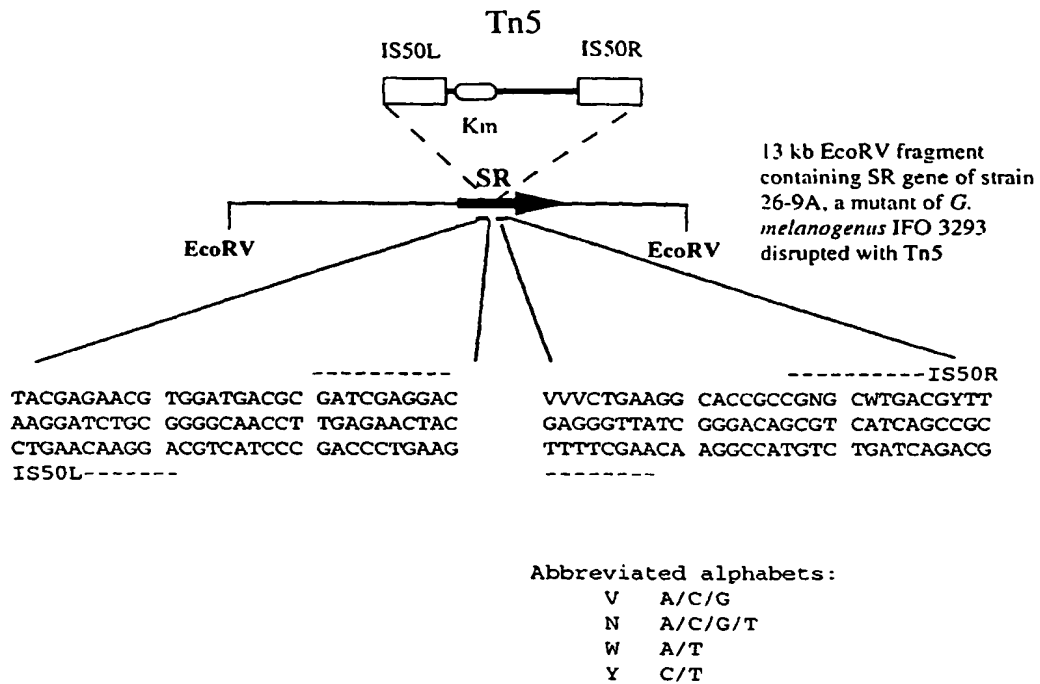 Tn5
IS50L IS50R
Km
SR
EcoRV EcoRV
13 kb EcoRV fragment
containing SR gene of strain
26-9A, a mutant of G.
melanogenus IFO 3293
disrupted with Tn5
----------IS50R
TACGAGAACG TGGATGACGC GATCGAGGAC VVVCTGAAGG CACCGCCGNG CWTGACGYTT
AAGGATCTGC GGGGCAACCT TGAGAACTAC GAGGGTTATC GGGACAGCGT CATCAGCCGC
CTGAACAAGG ACGTCATCCC GACCCTGAAG TTTTCGAACA AGGCCATGTC TGATCAGACG
IS50L-------
Abbreviated alphabets:
V A/C/G
N A/C/G/T
W A/T
Y C/T